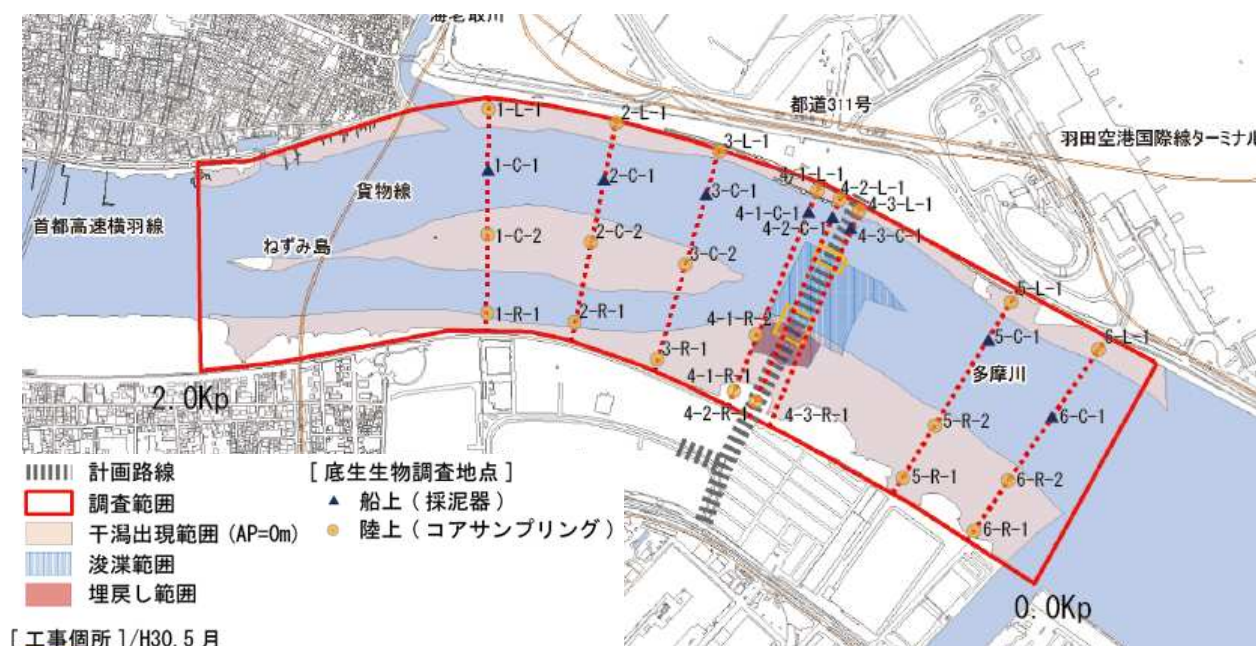 海老取川
都道311号
羽田空港国際線ターミナル
首都高速横羽線
貨物線
ねずみ島
1-L-1
2-L-1
3-L-1
4-1-L-1
4-2-L-1
4-3-L-1
1-C-1
2-C-1
3-C-1
4-1-C-1
4-2-C-1
4-3-C-1
1-C-2
2-C-2
3-C-2
1-R-1
2-R-1
3-R-1
4-1-R-2
4-1-R-1
4-2-R-1
4-3-R-1
5-L-1
5-C-1
5-R-2
5-R-1
6-L-1
6-C-1
6-R-2
6-R-1
多摩川
2.0Kp
0.0Kp
計画路線
調査範囲
干潟出現範囲(AP=0m)
浚渫範囲
埋戻し範囲
[底生生物調査地点]
船上(採泥器)
陸上(コアサンプリング)
[工事個所]/H30.5月